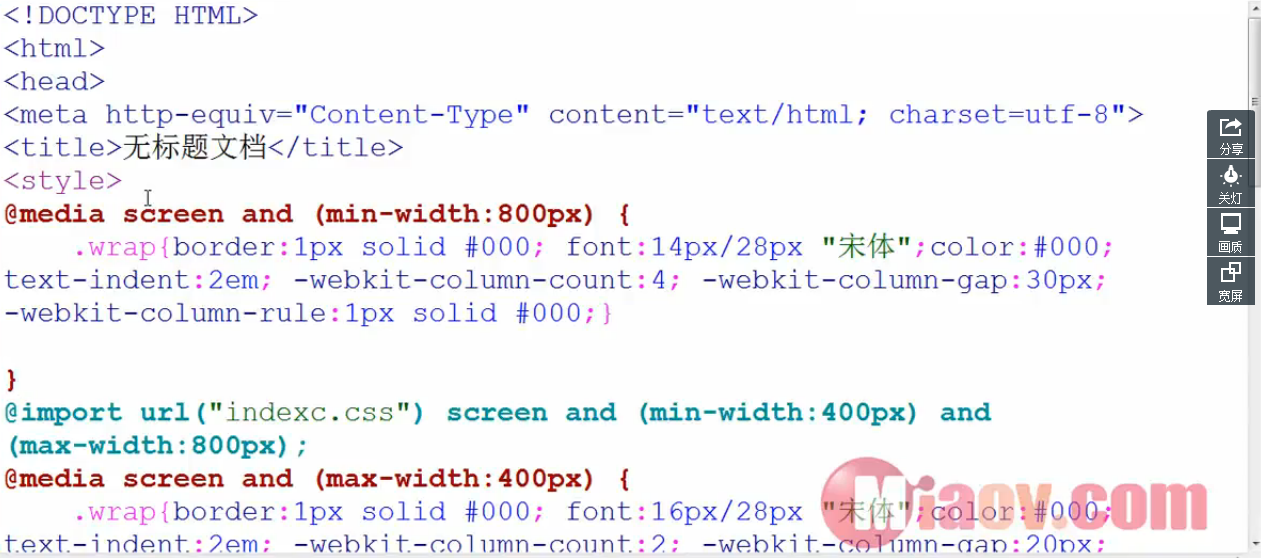 <!DOCTYPE HTML>
<html>
<head>
<meta http-equiv="Content-Type" content="text/html; charset=utf-8">
<title>无标题文档</title>
<style>
@media screen and (min-width:800px) {
.wrap{border:1px solid #000; font:14px/28px "宋体";color:#000;
text-indent:2em; -webkit-column-count:4; -webkit-column-gap:30px;
-webkit-column-rule:1px solid #000;}
}
@import url("indexc.css") screen and (min-width:400px) and
(max-width:800px);
@media screen and (max-width:400px) {
.wrap{border:1px solid #000; font:16px/28px "宋体";color:#000;
text-indent:2em; -webkit-column-count:2; -webkit-column-gap:20px;
分享
关灯
画质
宽屏
Miaov.com